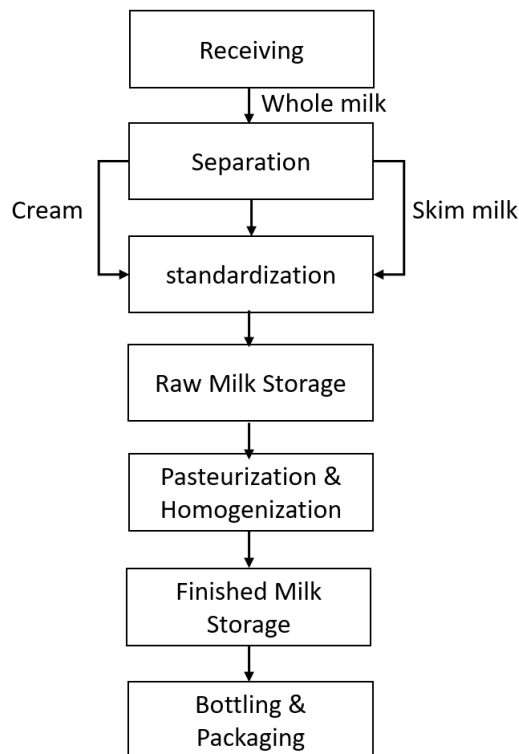 Receiving
Whole milk
Separation
Cream
Skim milk
standardization
Raw Milk Storage
Pasteurization &
Homogenization
Finished Milk
Storage
Bottling &
Packaging